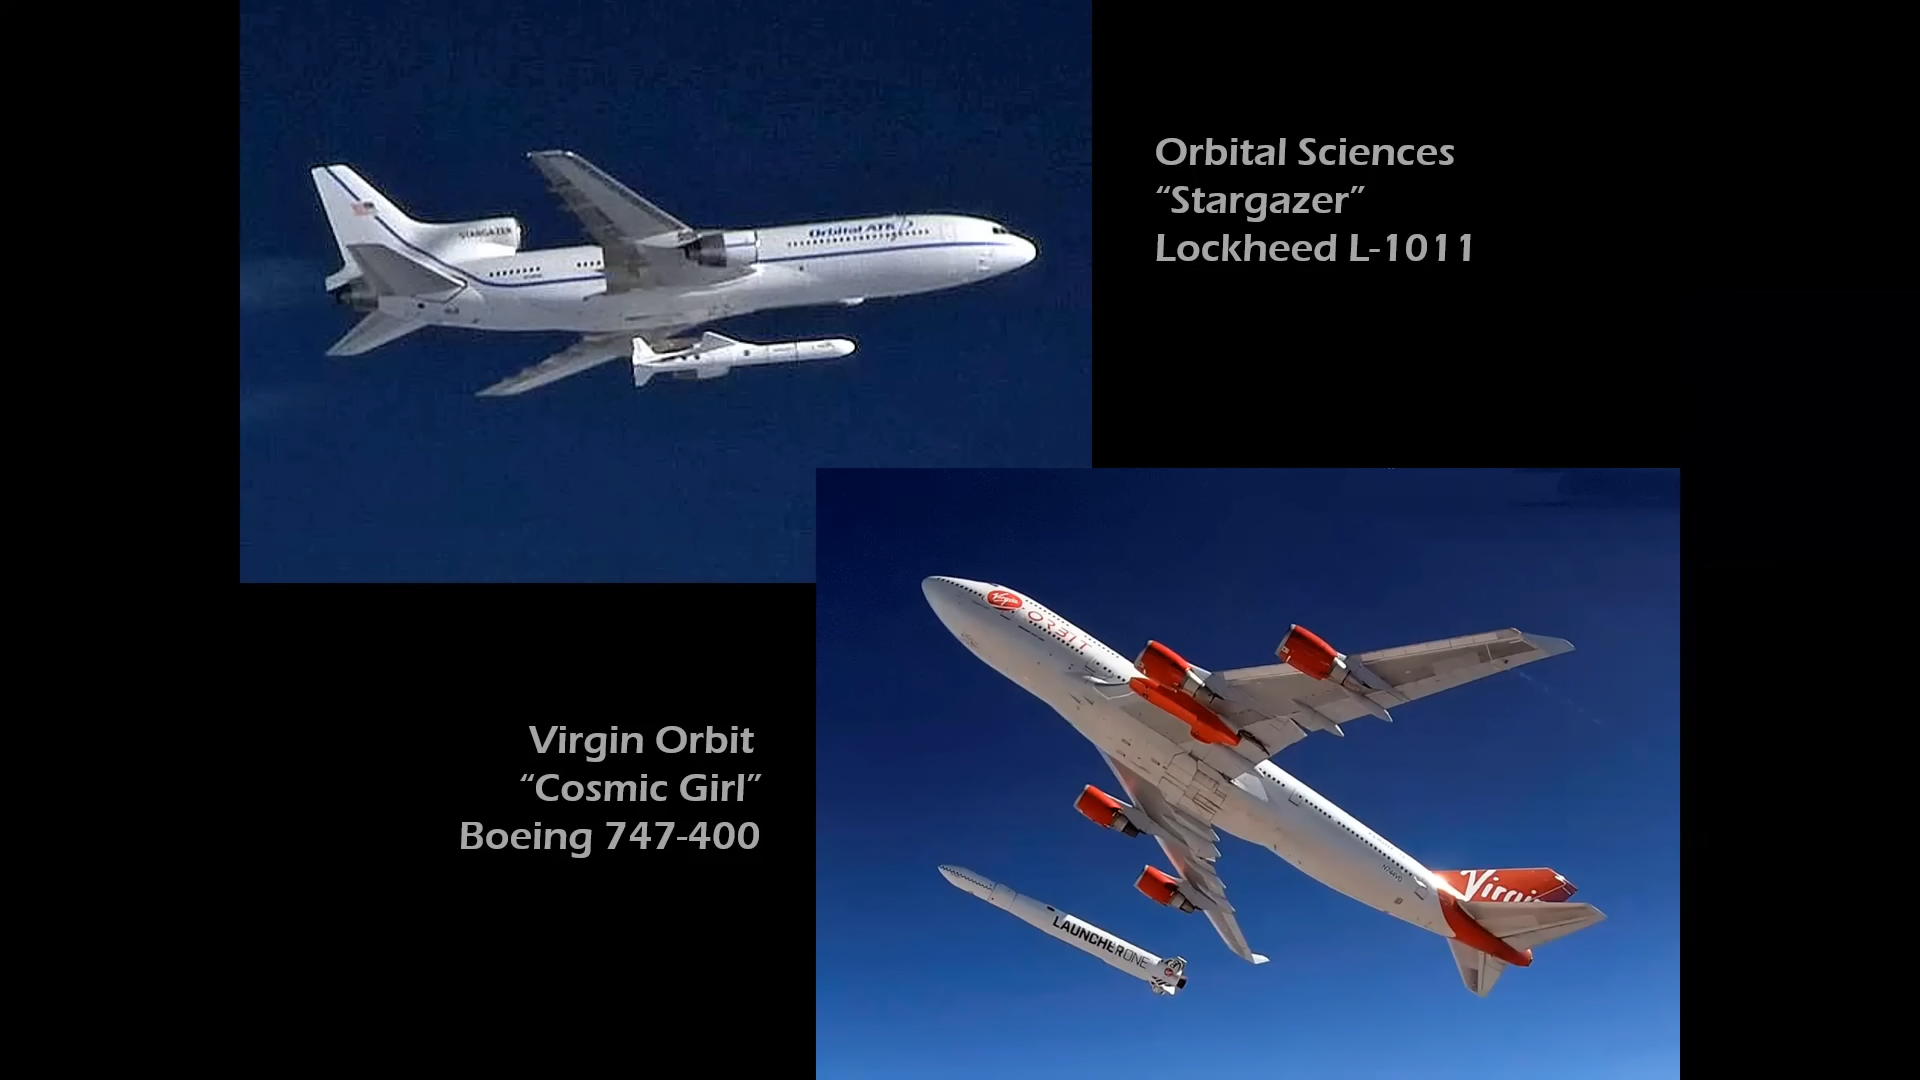 Orbital Sciences
“Stargazer”
Lockheed L-1011
STARGAZER
Orbital ATK
Virgin Orbit
“Cosmic Girl”
Boeing 747-400
Virgin
ORBIT
Virgin
LAUNCHERONE
N744VG